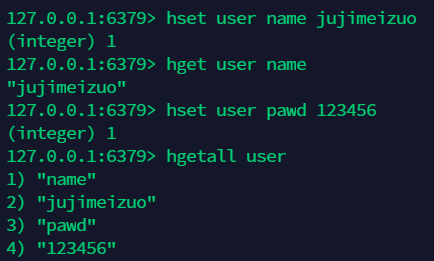 127.0.0.1:6379> hset user name jujimeizuo
(integer) 1
127.0.0.1:6379> hget user name
"jujimeizuo"
127.0.0.1:6379> hset user pawd 123456
(integer) 1
127.0.0.1:6379> hgetall user
1) "name"
2) "jujimeizuo"
3) "pawd"
4) "123456"